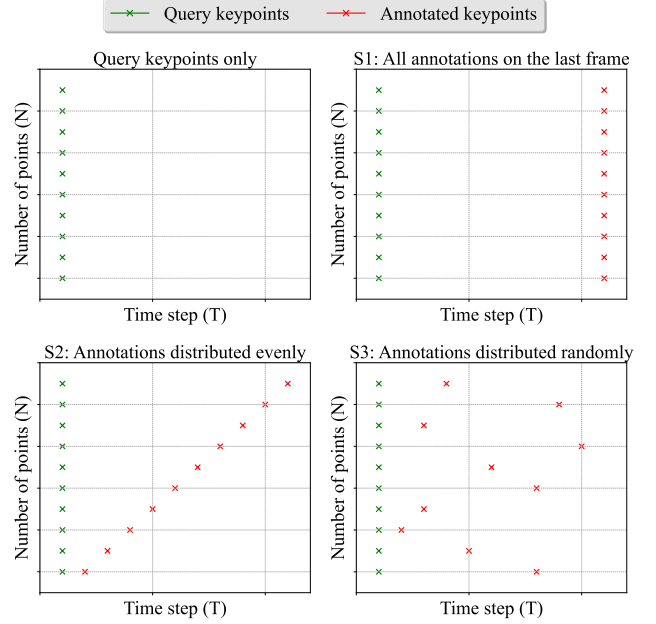 Query keypoints
Annotated keypoints
Query keypoints only
S1: All annotations on the last frame
Number of points (N)
Number of points (N)
Time step (T)
Time step (T)
S2: Annotations distributed evenly
S3: Annotations distributed randomly
Number of points (N)
Number of points (N)
Time step (T)
Time step (T)